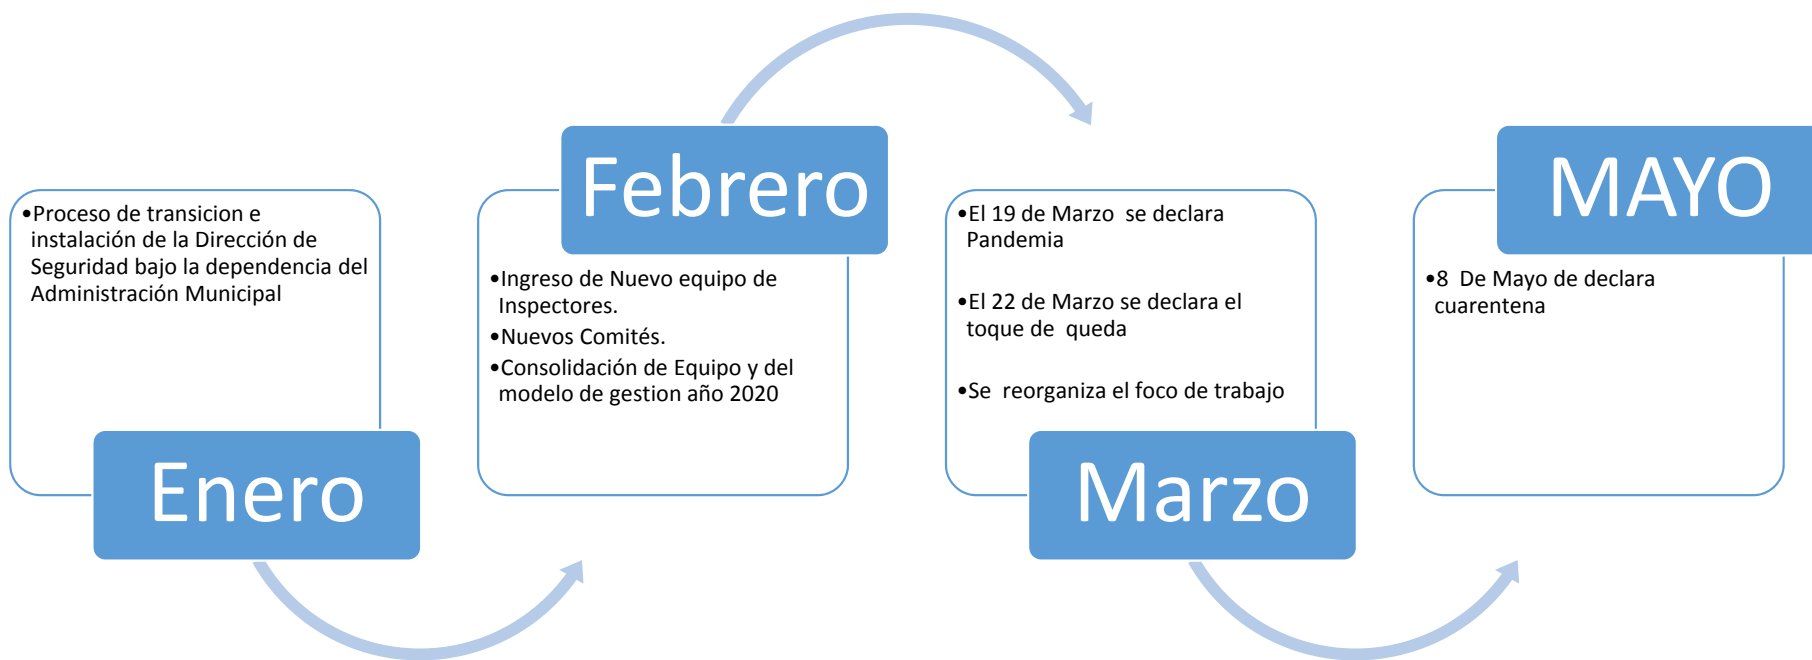 •Proceso de transicion e
instalación de la Dirección de
Seguridad bajo la dependencia del
Administración Municipal
Enero
Febrero
•Ingreso de Nuevo equipo de
Inspectores.
•Nuevos Comités.
•Consolidación de Equipo y del
modelo de gestion año 2020
•El 19 de Marzo se declara
Pandemia
•El 22 de Marzo se declara el
toque de queda
•Se reorganiza el foco de trabajo
Marzo
MAYO
•8 De Mayo de declara
cuarentena